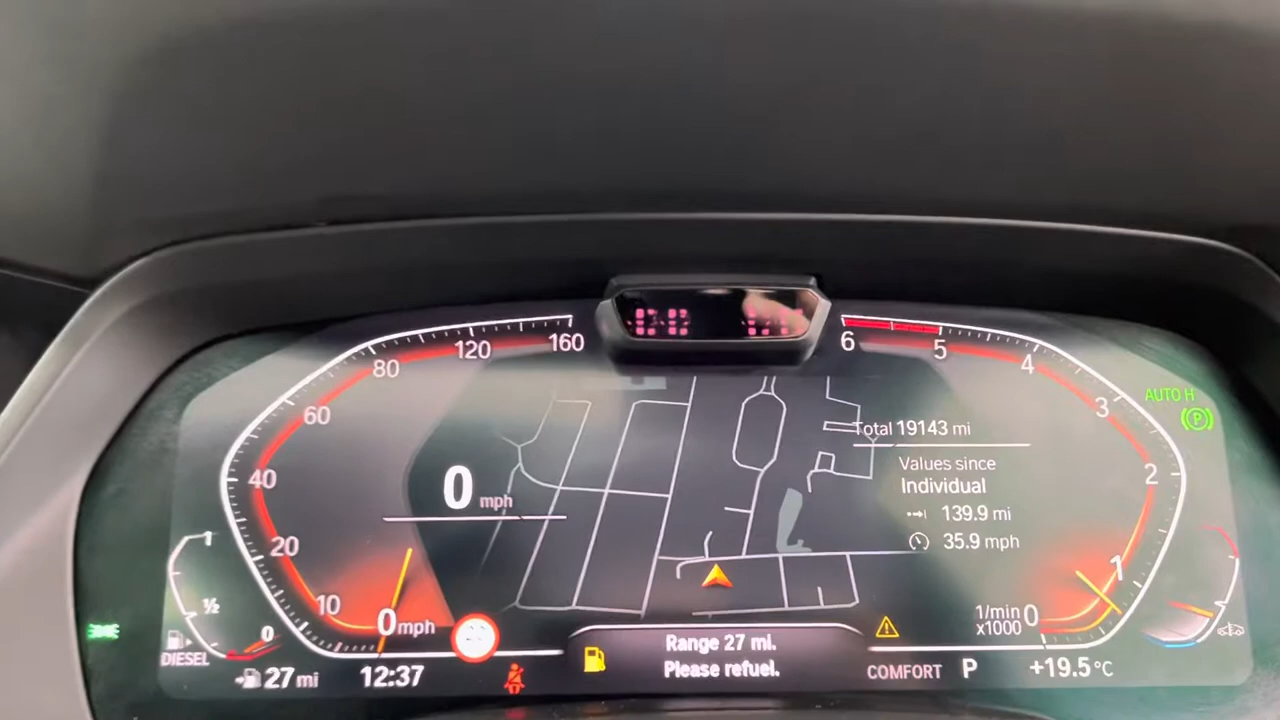 160
120
80
60
40
20
10
0 mph
0 mph
6
5
4
3
2
1
0
1/min
x1000
AUTO H
P
Total 19143 mi
Values since
Individual
139.9 mi
35.9 mph
1
½
0
DIESEL
27 mi
12:37
Range 27 mi.
Please refuel.
COMFORT
P
+19.5°C